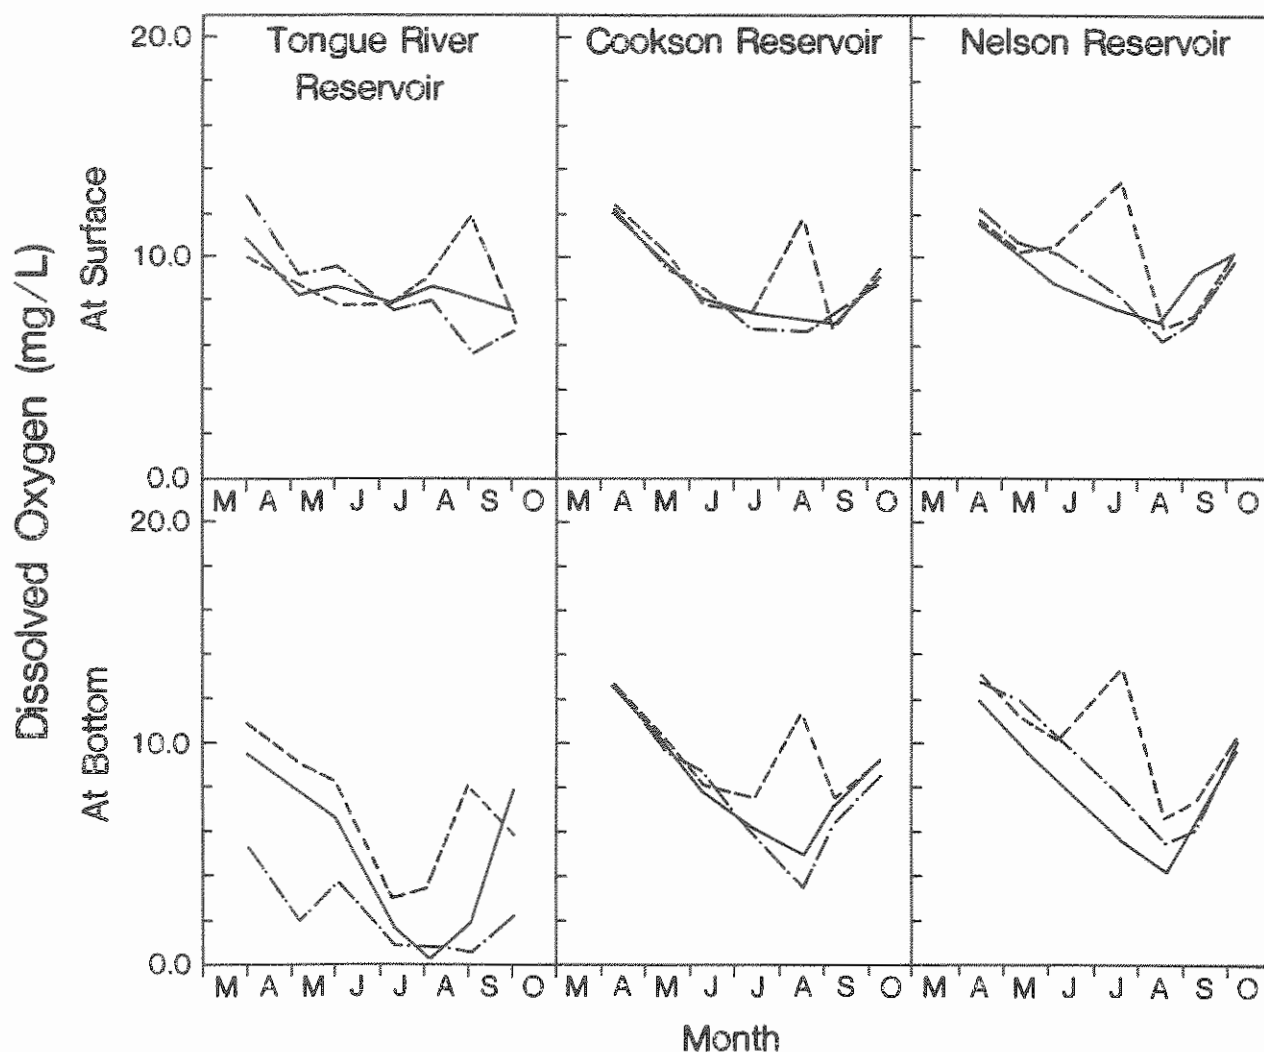 20.0
Tongue River
Reservoir
Cookson Reservoir
Nelson Reservoir
At Surface
10.0
0.0
M A M J J A S O
M A M J J A S O
M A M J J A S O
Dissolved Oxygen (mg/L)
20.0
At Bottom
10.0
0.0
M A M J J A S O
M A M J J A S O
M A M J J A S O
Month